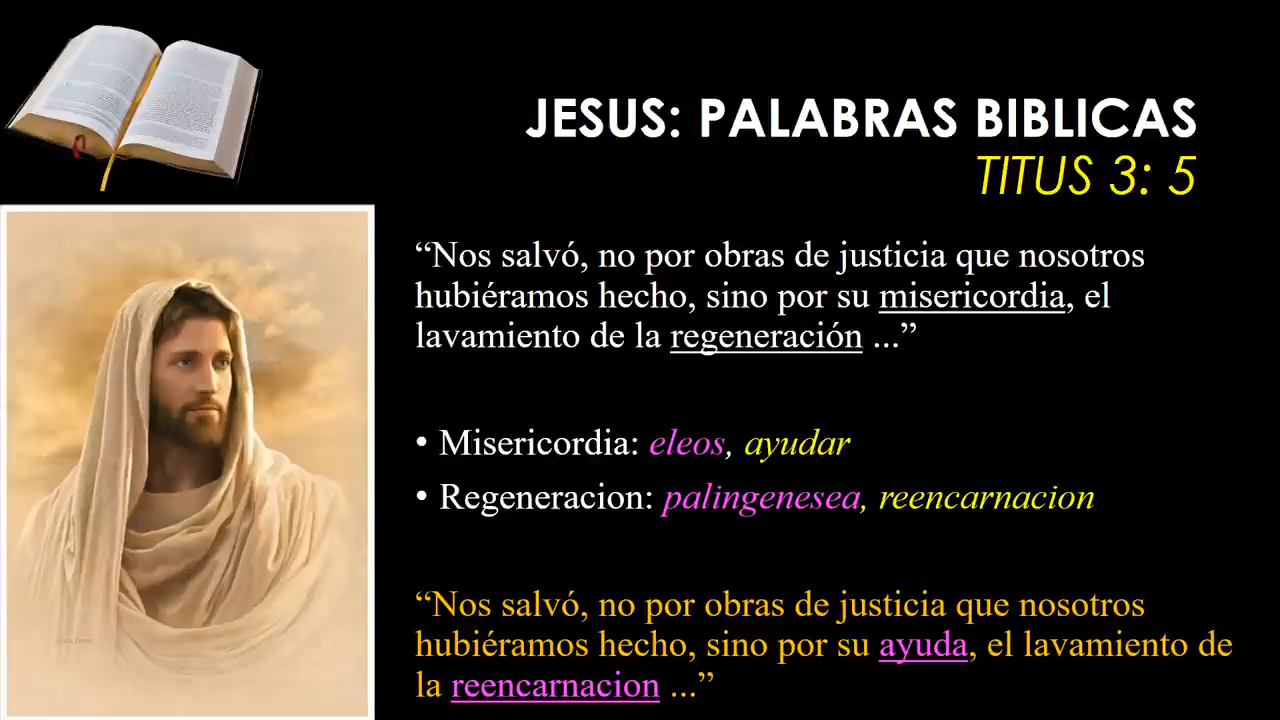 JESUS: PALABRAS BIBLICAS
TITUS 3: 5
“Nos salvó, no por obras de justicia que nosotros
hubiéramos hecho, sino por su misericordia, el
lavamiento de la regeneración ...”
• Misericordia: eleos, ayudar
• Regeneracion: palingenesea, reencarnacion
“Nos salvó, no por obras de justicia que nosotros
hubiéramos hecho, sino por su ayuda, el lavamiento de
la reencarnacion ...”